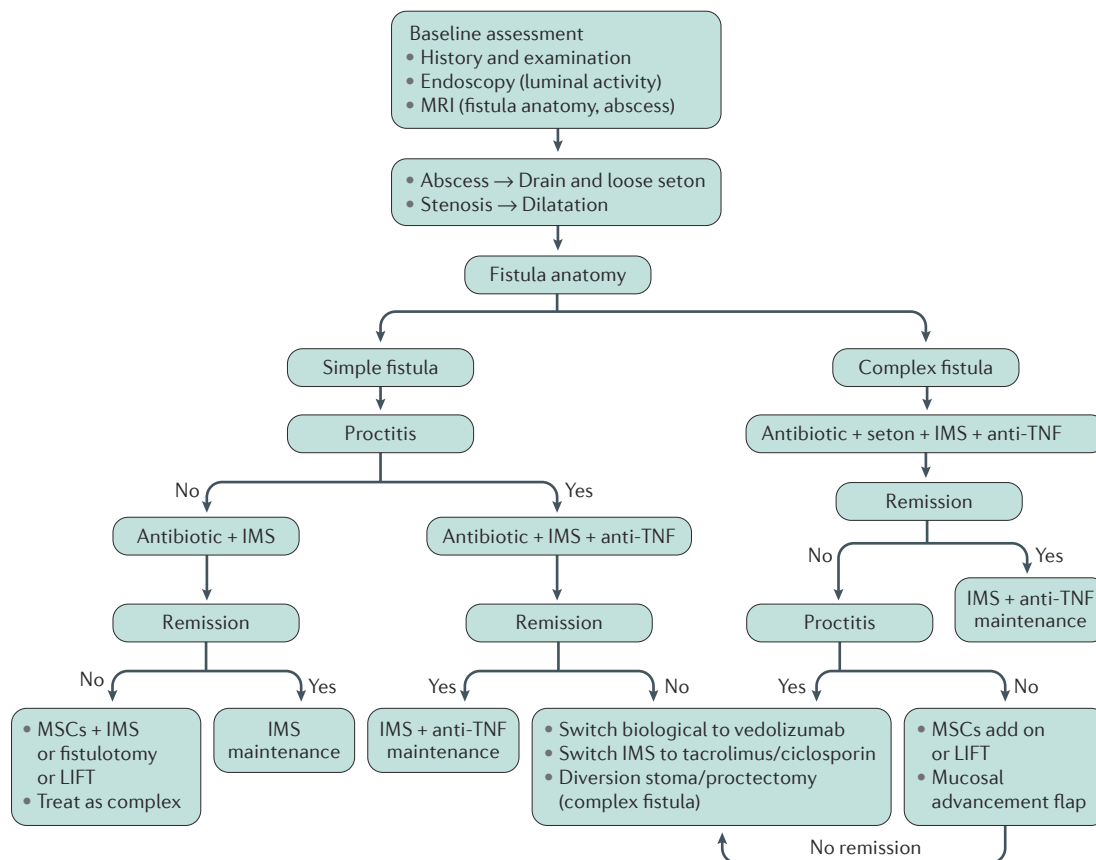 Baseline assessment
• History and examination
• Endoscopy (luminal activity)
• MRI (fistula anatomy, abscess)
• Abscess → Drain and loose seton
• Stenosis → Dilatation
Fistula anatomy
Simple fistula
Complex fistula
Proctitis
Antibiotic + seton + IMS + anti-TNF
No
Yes
Remission
Antibiotic + IMS
Antibiotic + IMS + anti-TNF
No
Yes
Remission
Remission
Proctitis
IMS + anti-TNF
maintenance
No
Yes
Yes
No
Yes
No
• MSCs + IMS
or fistulotomy
or LIFT
• Treat as complex
IMS
maintenance
IMS + anti-TNF
maintenance
• Switch biological to vedolizumab
• Switch IMS to tacrolimus/ciclosporin
• Diversion stoma/proctectomy
(complex fistula)
• MSCs add on
or LIFT
• Mucosal
advancement flap
No remission